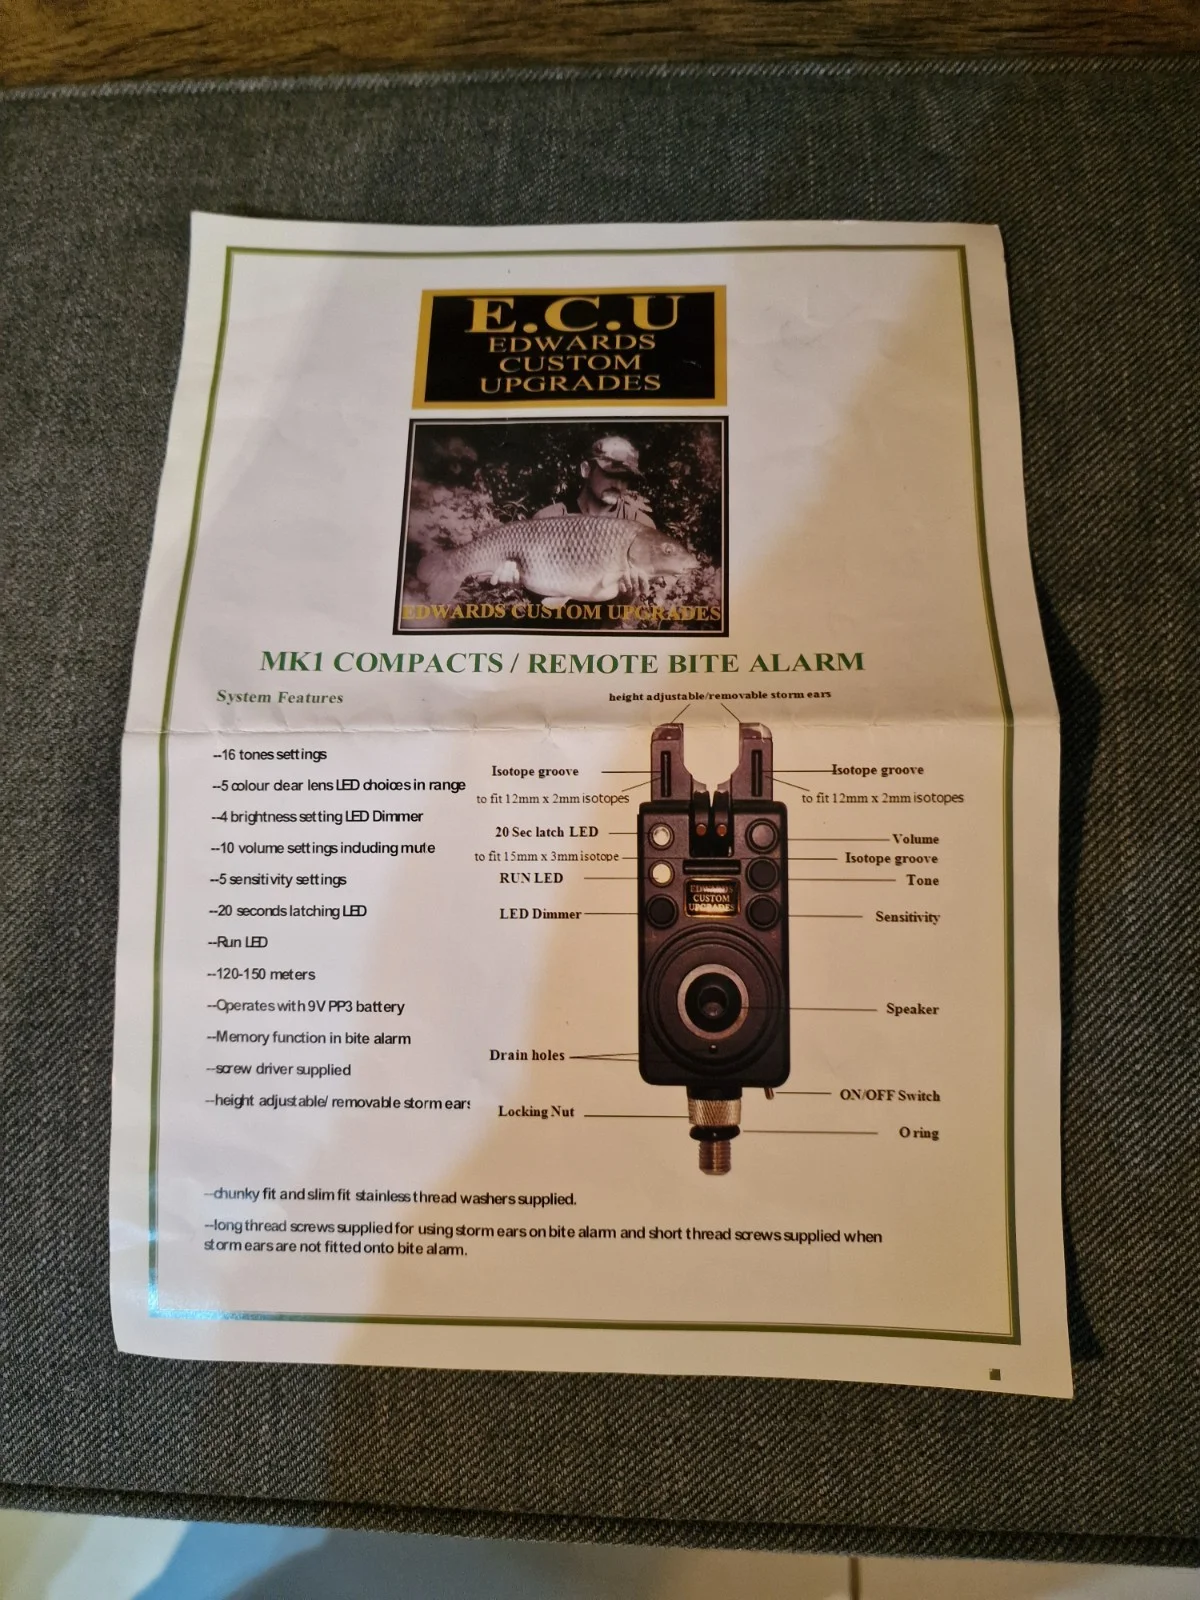 E.C.U
EDWARDS
CUSTOM
UPGRADES
EDWARDS CUSTOM UPGRADES
MK1 COMPACTS / REMOTE BITE ALARM
System Features
--16 tones settings
--5 colour clear lens LED choices in range
--4 brightness setting LED Dimmer
--10 volume settings including mute
--5 sensitivity settings
--20 seconds latching LED
--Run LED
--120-150 meters
--Operates with 9V PP3 battery
--Memory function in bite alarm
--screw driver supplied
--height adjustable/ removable storm ears
height adjustable/removable storm ears
Isotope groove
to fit 12mm x 2mm isotopes
20 Sec latch LED
to fit 15mm x 3mm isotope
RUN LED
LED Dimmer
Drain holes
Locking Nut
Isotope groove
to fit 12mm x 2mm isotopes
Volume
Isotope groove
Tone
Sensitivity
Speaker
ON/OFF Switch
O ring
EDWARDS
CUSTOM
UPGRADES
--chunky fit and slim fit stainless thread washers supplied.
--long thread screws supplied for using storm ears on bite alarm and short thread screws supplied when
storm ears are not fitted onto bite alarm.